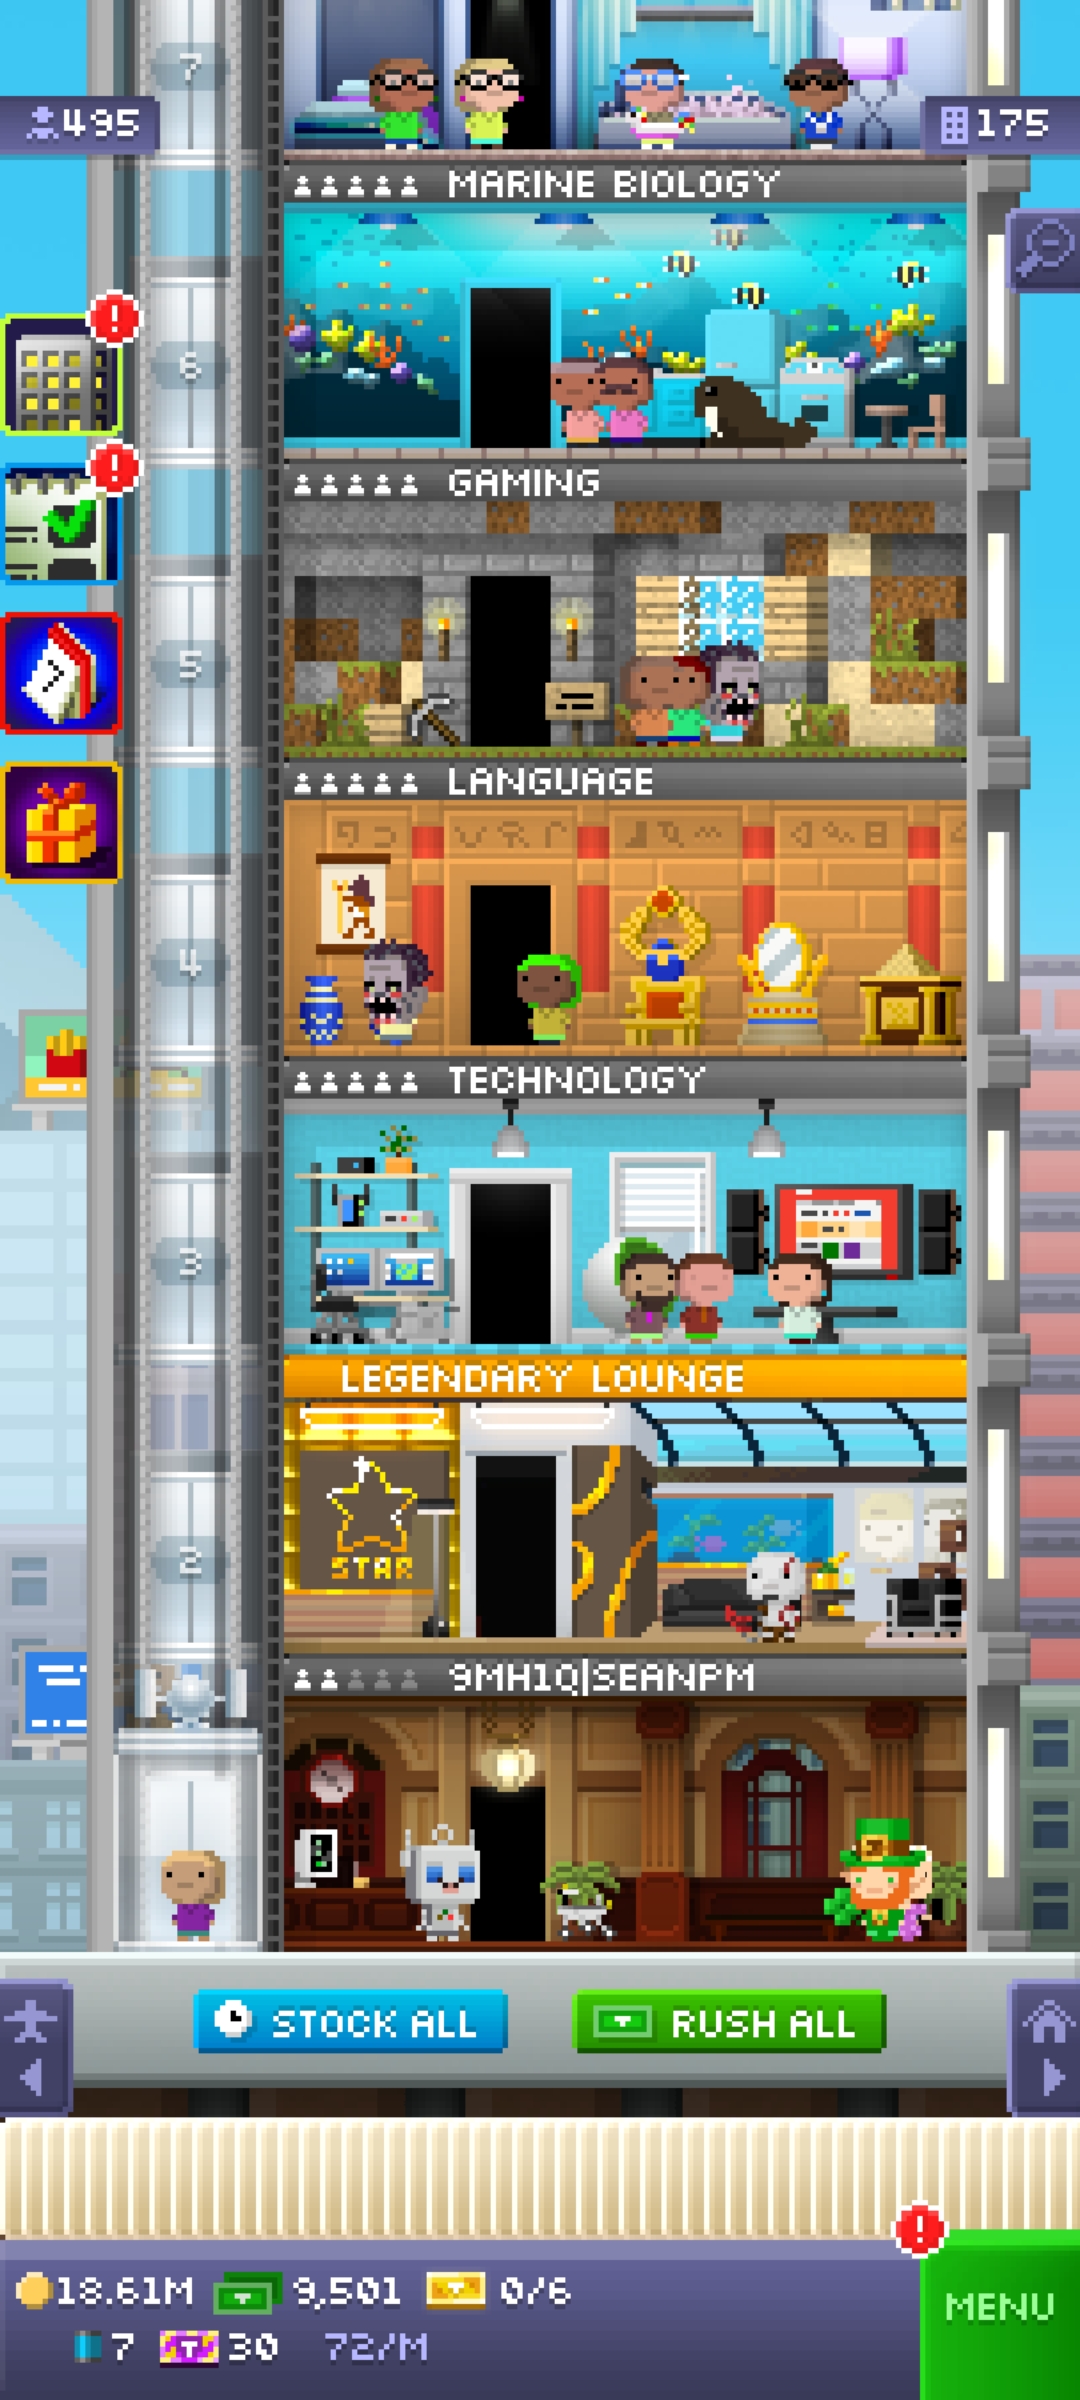 7
495
175
MARINE BIOLOGY
6
GAMING
5
LANGUAGE
4
TECHNOLOGY
3
LEGENDARY LOUNGE
STAR
2
9MH1Q|SEANPM
STOCK ALL
RUSH ALL
18.61M
9,501
0/6
MENU
7
30
72/M